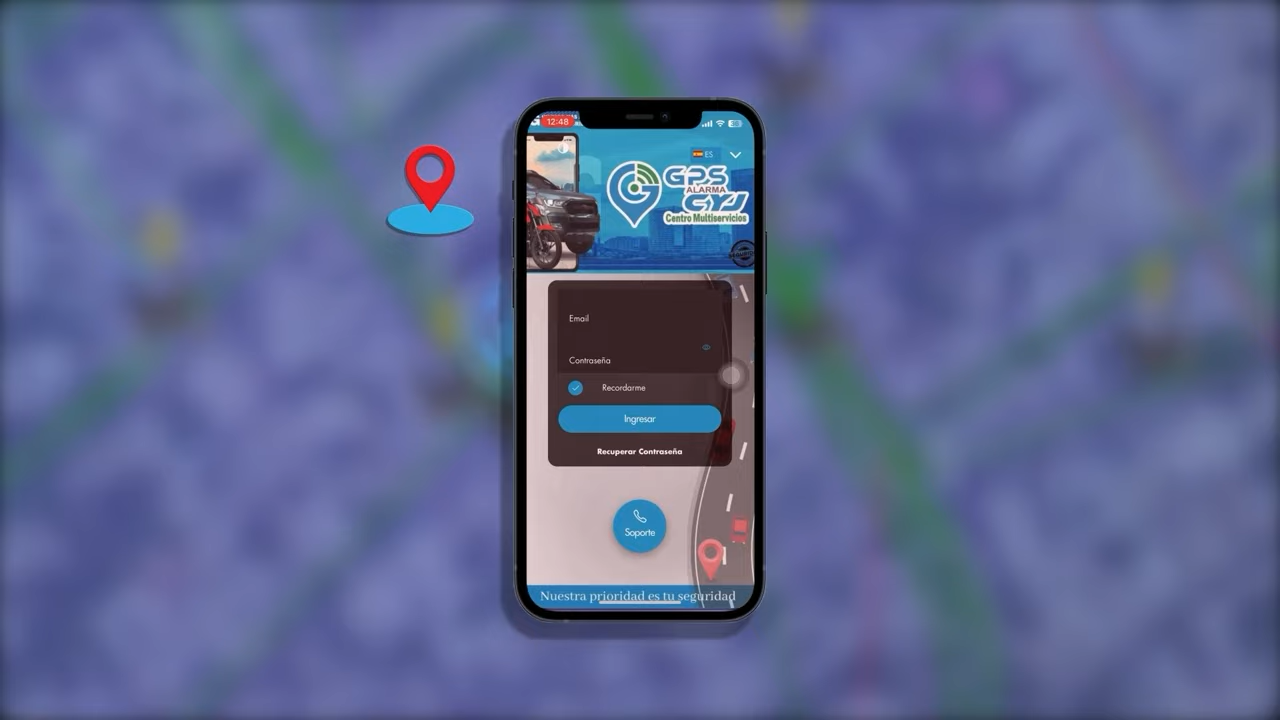 12:48
ES
GPS
ALARMA
CYJ
Centro Multiservicios
Email
Contraseña
Recordarme
Ingresar
Recuperar Contraseña
Soporte
Nuestra prioridad es tu seguridad